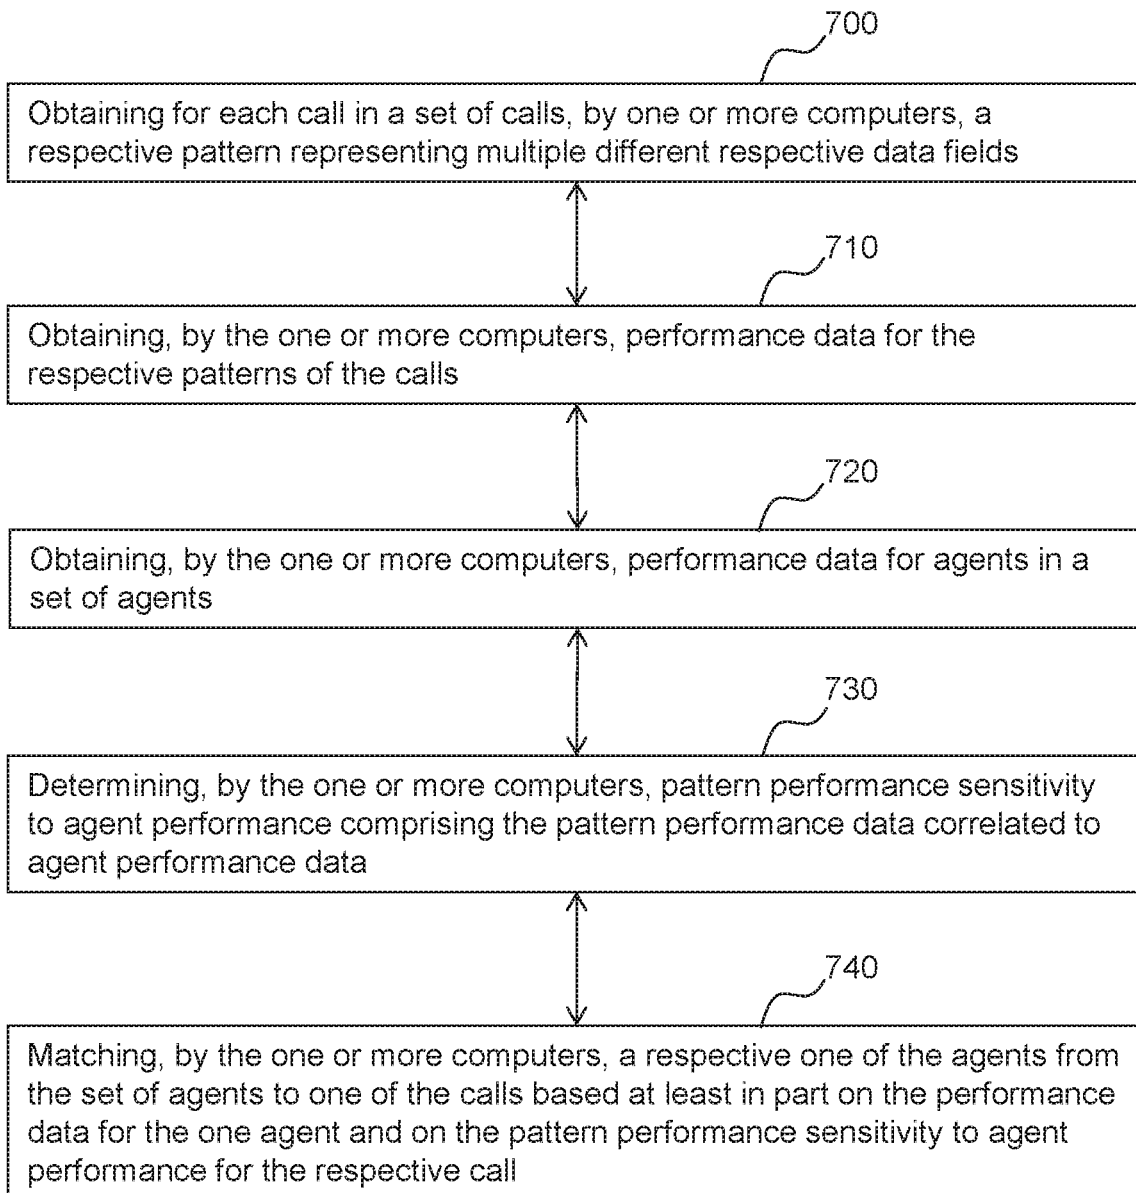 700
Obtaining for each call in a set of calls, by one or more computers, a
respective pattern representing multiple different respective data fields
710
Obtaining, by the one or more computers, performance data for the
respective patterns of the calls
720
Obtaining, by the one or more computers, performance data for agents in a
set of agents
730
Determining, by the one or more computers, pattern performance sensitivity
to agent performance comprising the pattern performance data correlated to
agent performance data
740
Matching, by the one or more computers, a respective one of the agents from
the set of agents to one of the calls based at least in part on the performance
data for the one agent and on the pattern performance sensitivity to agent
performance for the respective call